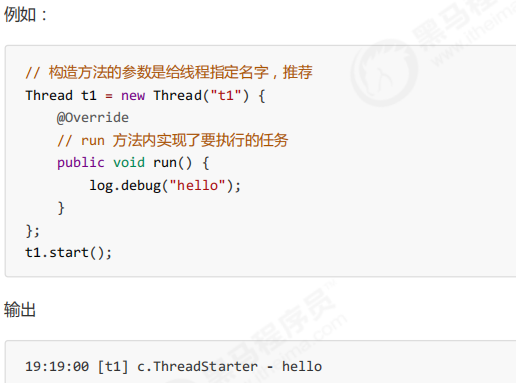 例如：
// 构造方法的参数是给线程指定名字，推荐
Thread t1 = new Thread("t1") {
    @Override
    // run 方法内实现了要执行的任务
    public void run() {
        log.debug("hello");
    }
};
t1.start();
输出
19:19:00 [t1] c.ThreadStarter - hello